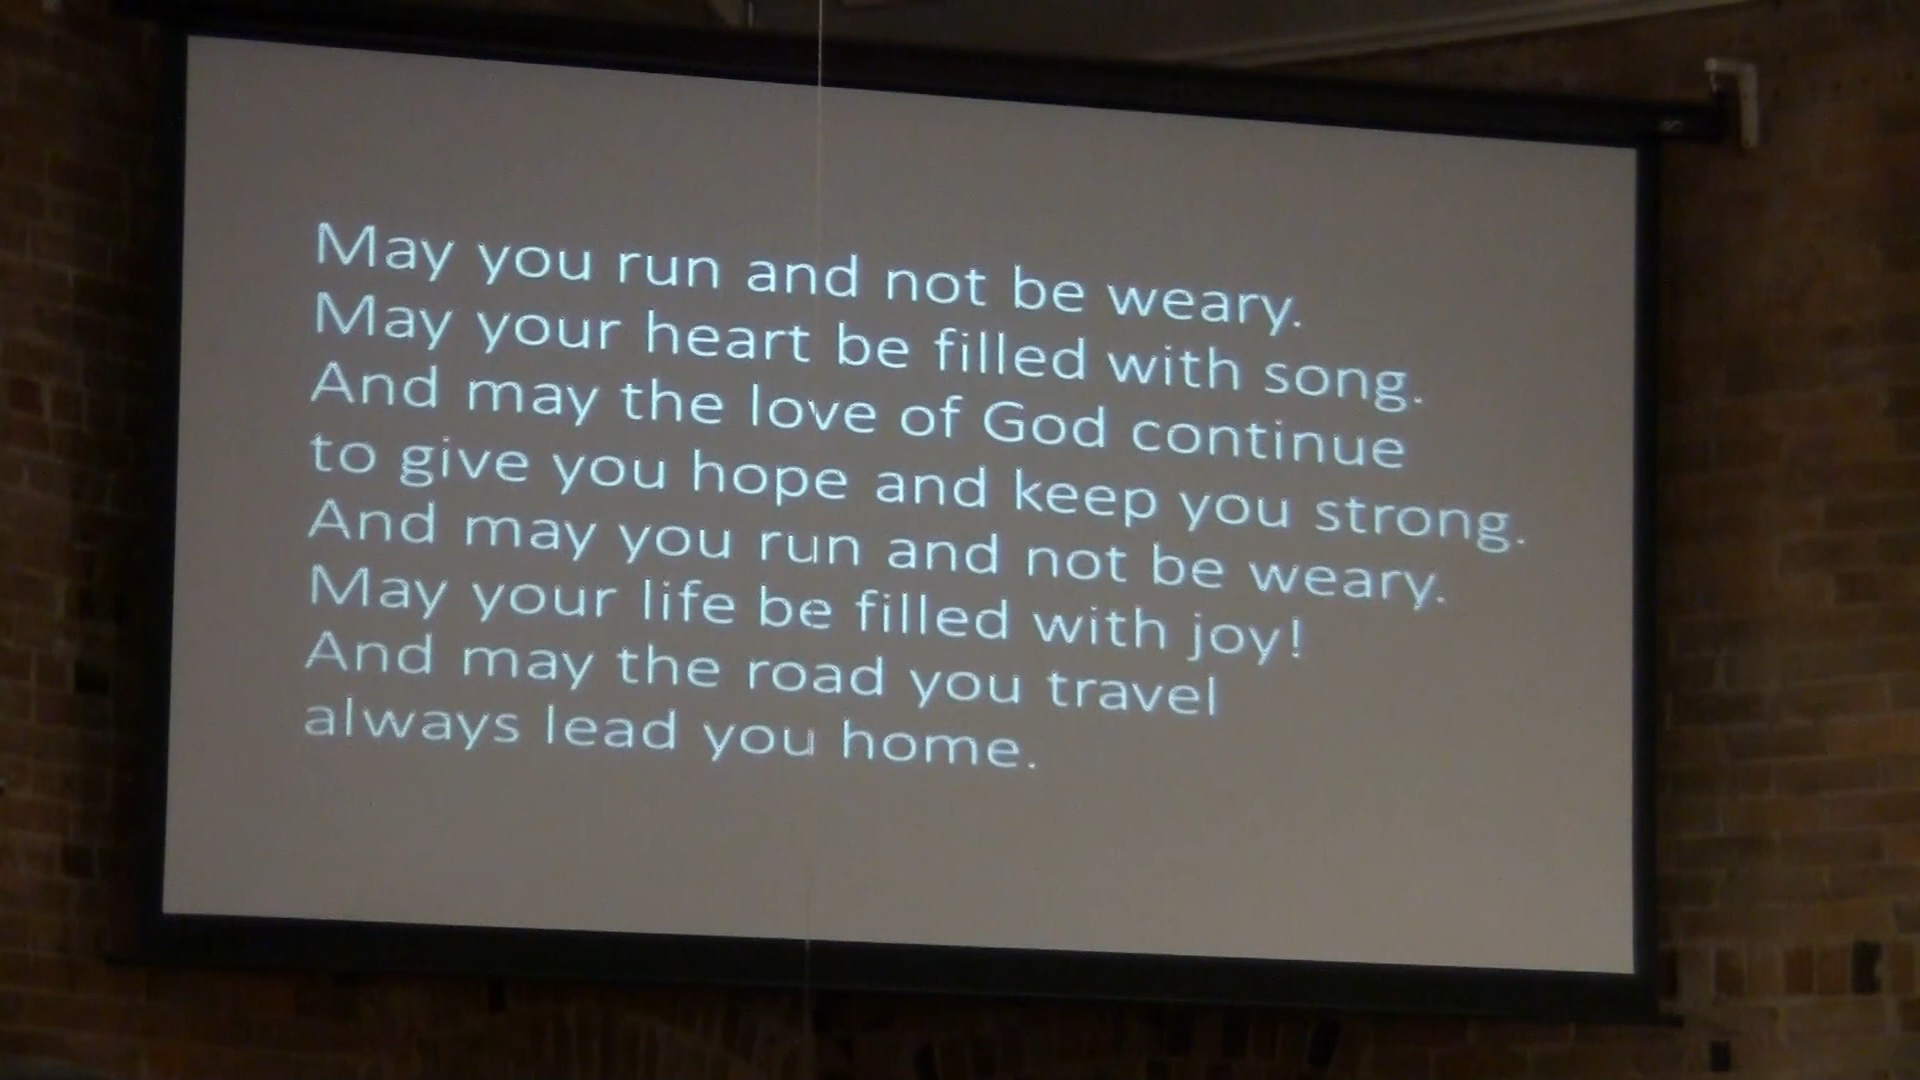 May you run and not be weary.
May your heart be filled with song.
And may the love of God continue
to give you hope and keep you strong.
And may you run and not be weary.
May your life be filled with joy!
And may the road you travel
always lead you home.